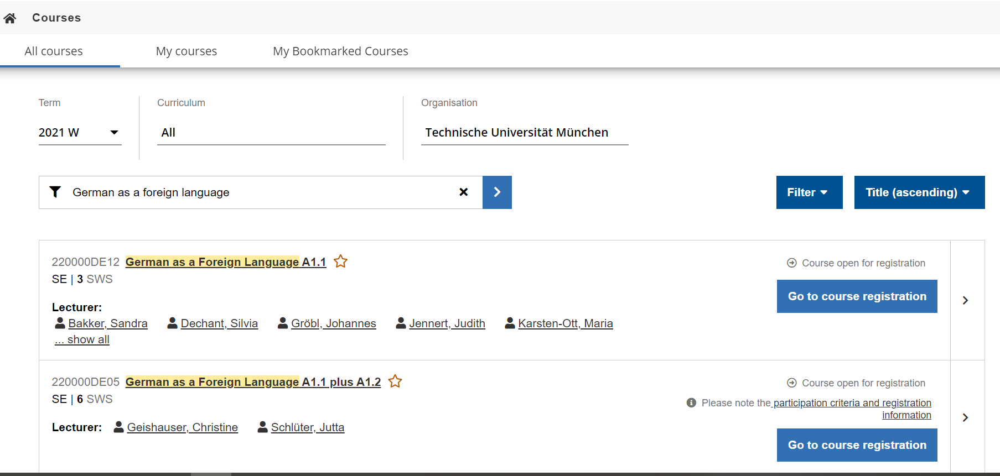 Courses
All courses My courses My Bookmarked Courses
Term Curriculum Organisation
2021 W All Technische Universität München
German as a foreign language Filter Title (ascending)
220000DE12 German as a Foreign Language A1.1
Course open for registration
SE | 3 SWS
Go to course registration
Lecturer:
Bakker, Sandra Dechant, Silvia Gröbl, Johannes Jennert, Judith Karsten-Ott, Maria
... show all
220000DE05 German as a Foreign Language A1.1 plus A1.2
Course open for registration
SE | 6 SWS
Please note the participation criteria and registration
information
Lecturer: Geishauser, Christine Schlüter, Jutta
Go to course registration